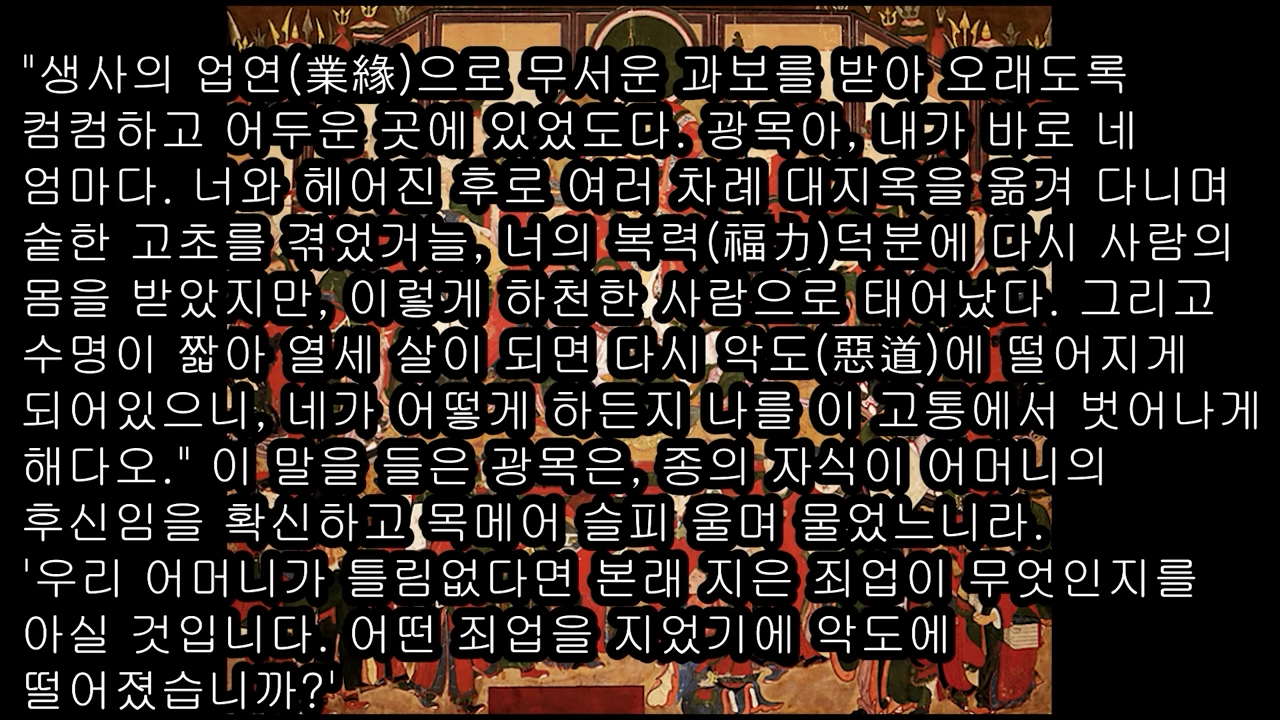 "생사의 업연(業緣)으로 무서운 과보를 받아 오래도록
컴컴하고 어두운 곳에 있었도다. 광목아, 내가 바로 네
엄마다. 너와 헤어진 후로 여러 차례 대지옥을 옮겨 다니며
숱한 고초를 겪었거늘, 너의 복력(福力)덕분에 다시 사람의
몸을 받았지만, 이렇게 하천한 사람으로 태어났다. 그리고
수명이 짧아 열세 살이 되면 다시 악도(惡道)에 떨어지게
되어있으니, 네가 어떻게 하든지 나를 이 고통에서 벗어나게
해다오." 이 말을 들은 광목은, 종의 자식이 어머니의
후신임을 확신하고 목메어 슬피 울며 물었느니라.
'우리 어머니가 틀림없다면 본래 지은 죄업이 무엇인지를
아실 것입니다. 어떤 죄업을 지었기에 악도에
떨어졌습니까?'